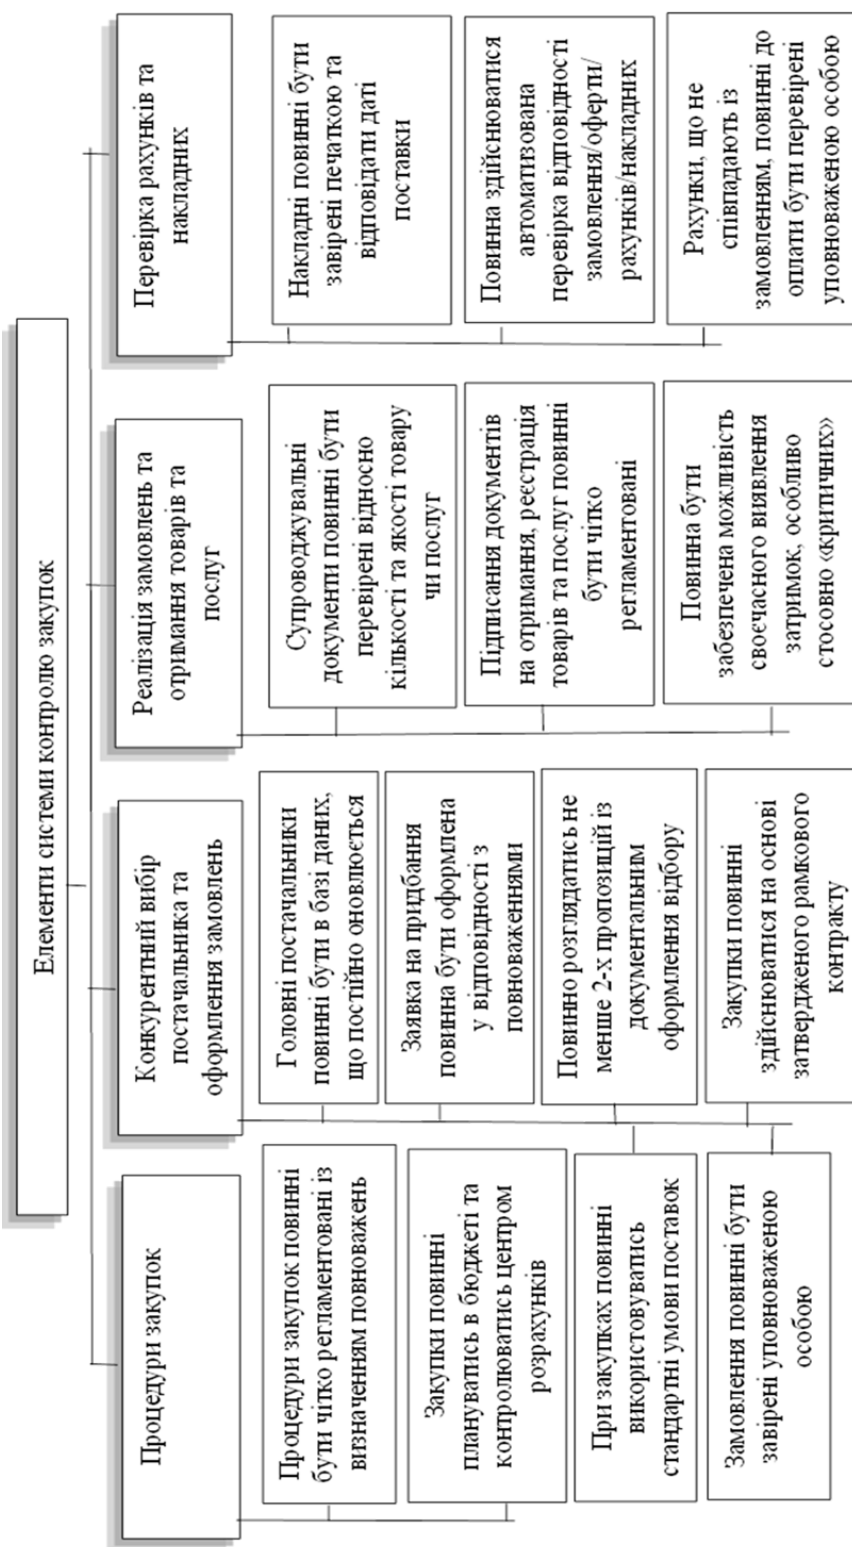 Елементи системи контролю закупок
Процедури закупок
Процедури закупок повинні
бути чітко регламентовані із
визначенням повноважень
Закупки повинні
плануватись в бюджеті та
контролюватись центром
розрахунків
При закупках повинні
використовуватись
стандартні умови поставок
Замовлення повинні бути
завірені уповноваженою
особою
Конкурентний вибір
постачальника та
оформлення замовлень
Головні постачальники
повинні бути в базі даних,
що постійно оновлюється
Заявка на придбання
повинна бути оформлена
у відповідності з
повноваженнями
Повинно розглядатись не
менше 2-х пропозицій із
документальним
оформлення відбору
Закупки повинні
здійснюватися на основі
затвердженого рамкового
контракту
Реалізація замовлень та
отримання товарів та
послуг
Супроводжувальні
документи повинні бути
перевірені відносно
кількості та якості товару
чи послуг
Підписання документів
на отримання, реєстрація
товарів та послуг повинні
бути чітко
регламентовані
Повинна бути
забезпечена можливість
своєчасного виявлення
затримок, особливо
стосовно «критичних»
Перевірка рахунків та
накладних
Накладні повинні бути
завірені печаткою та
відповідати даті
поставки
Повинна здійснюватися
автоматизована
перевірка відповідності
замовлення/оферти/
рахунків/накладних
Рахунки, що не
співпадають із
замовленням, повинні до
оплати бути перевірені
уповноваженою особою